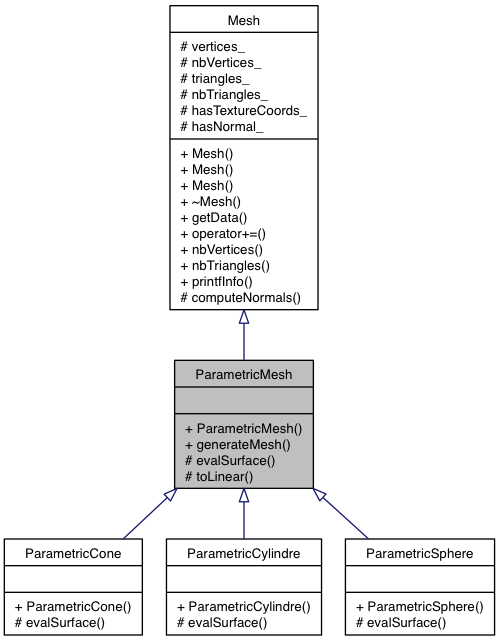 Mesh
# vertices_
# nbVertices_
# triangles_
# nbTriangles_
# hasTextureCoords_
# hasNormal_
+ Mesh()
+ Mesh()
+ Mesh()
+ ~Mesh()
+ getData()
+ operator+=()
+ nbVertices()
+ nbTriangles()
+ printfInfo()
# computeNormals()
ParametricMesh
+ ParametricMesh()
+ generateMesh()
# evalSurface()
# toLinear()
ParametricCone
+ ParametricCone()
# evalSurface()
ParametricCylindre
+ ParametricCylindre()
# evalSurface()
ParametricSphere
+ ParametricSphere()
# evalSurface()